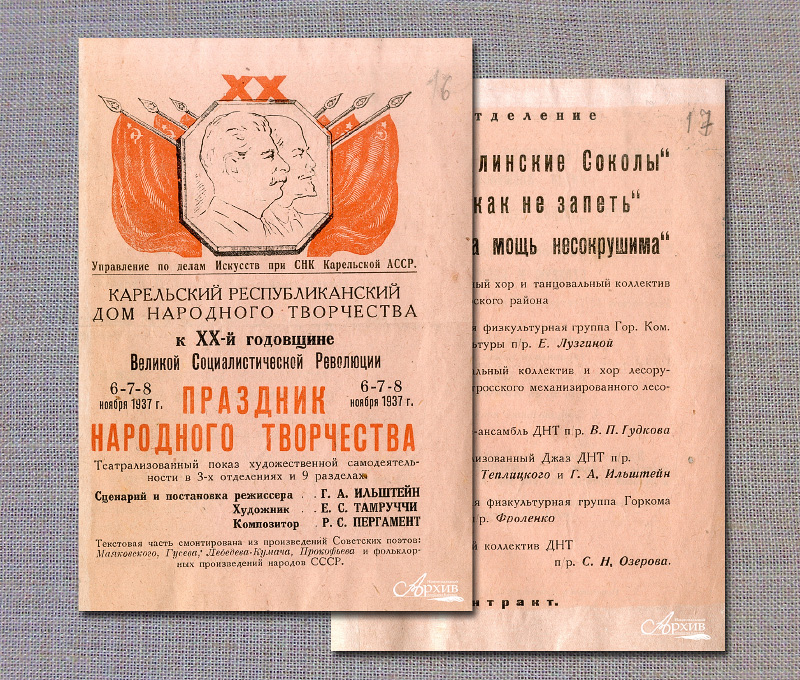 16
XX
Управление по делам Искусств при СНК Карельской АССР.
КАРЕЛЬСКИЙ РЕСПУБЛИКАНСКИЙ
ДОМ НАРОДНОГО ТВОРЧЕСТВА
к XX-й годовщине
Великой Социалистической Революции
6-7-8
ноября 1937 г.
ПРАЗДНИК
6-7-8
ноября 1937 г.
НАРОДНОГО ТВОРЧЕСТВА
Театрализованный показ художественной самодеятель-
ности в 3-х отделениях и 9 разделах
Сценарий и постановка режиссера . . Г. А. ИЛЬШТЕЙН
Художник . . Е. С. ТАМРУЧЧИ
Композитор . . Р. С. ПЕРГАМЕНТ
Текстовая часть смонтирована из произведений Советских поэтов:
Маяковского, Гусева, Лебедева-Кумача, Прокофьева и фольклор-
ных произведений народов СССР.
Архив
17
тделение
линские Соколы"
как не запеть"
а мощь несокрушима"
ый хор и танцовальный коллектив
ского района
я физкультурная группа Гор. Ком.
ьтуры п/р. Е. Лузгиной
альный коллектив и хор лесору-
тросского механизированного лесо-
-ансамбль ДНТ п/р. В. П. Гудкова
лизованный Джаз ДНТ п/р.
Теплицкого и Г. А. Ильштейн
я физкультурная группа Горкома
р. Фроленко
й коллектив ДНТ
п/р. С. Н. Озерова.
нтракт.
Архив